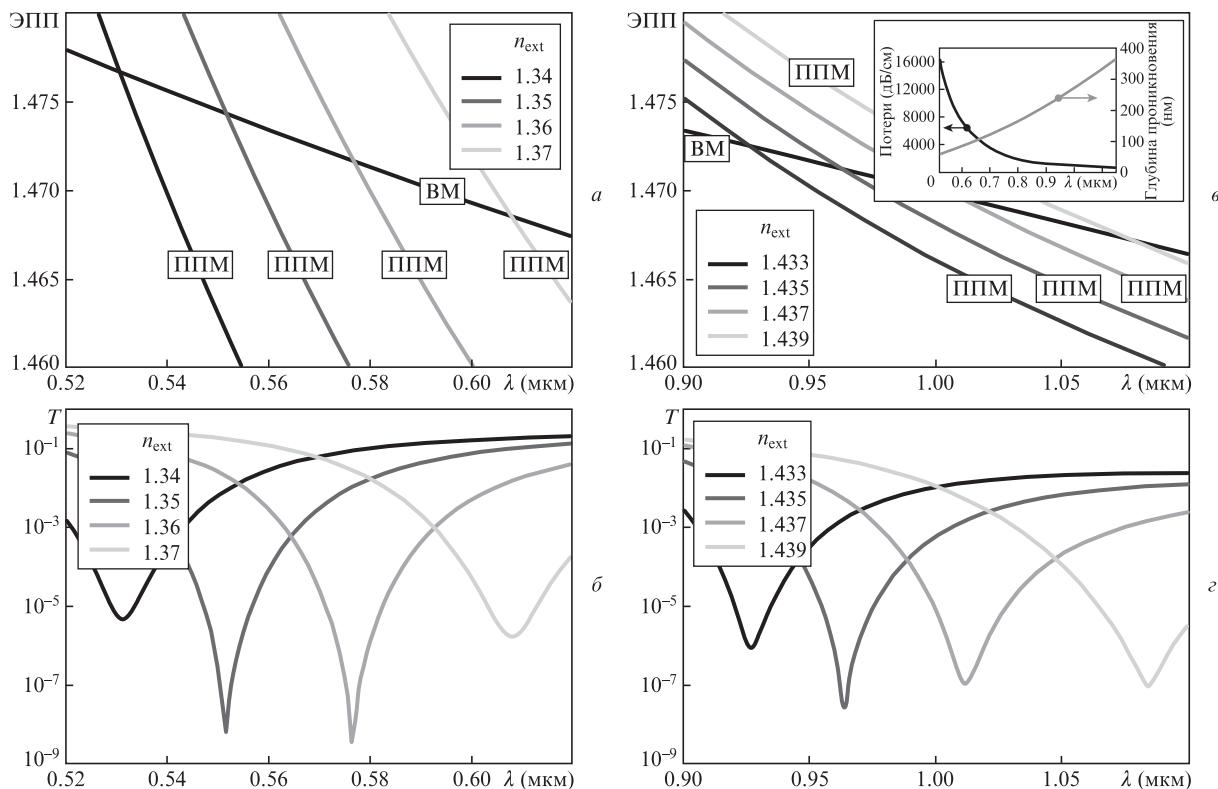 ЭПП
1.475
1.470
1.465
1.460
0.52
0.54
0.56
0.58
0.60
λ (мкм)
n_ext
1.34
1.35
1.36
1.37
ВМ
ППМ
ППМ
ППМ
ППМ
а
ЭПП
1.475
1.470
1.465
1.460
0.90
0.95
1.00
1.05
λ (мкм)
ППМ
ВМ
n_ext
1.433
1.435
1.437
1.439
ППМ
ППМ
ППМ
Потери (дБ/см)
16000
12000
8000
4000
0
0.6
0.7
0.8
0.9
λ (мкм)
400
300
200
100
0
Глубина проникновения
(нм)
в
T
10–1
10–3
10–5
10–7
10–9
0.52
0.54
0.56
0.58
0.60
λ (мкм)
n_ext
1.34
1.35
1.36
1.37
б
T
10–1
10–3
10–5
10–7
10–9
0.90
0.95
1.00
1.05
λ (мкм)
n_ext
1.433
1.435
1.437
1.439
г